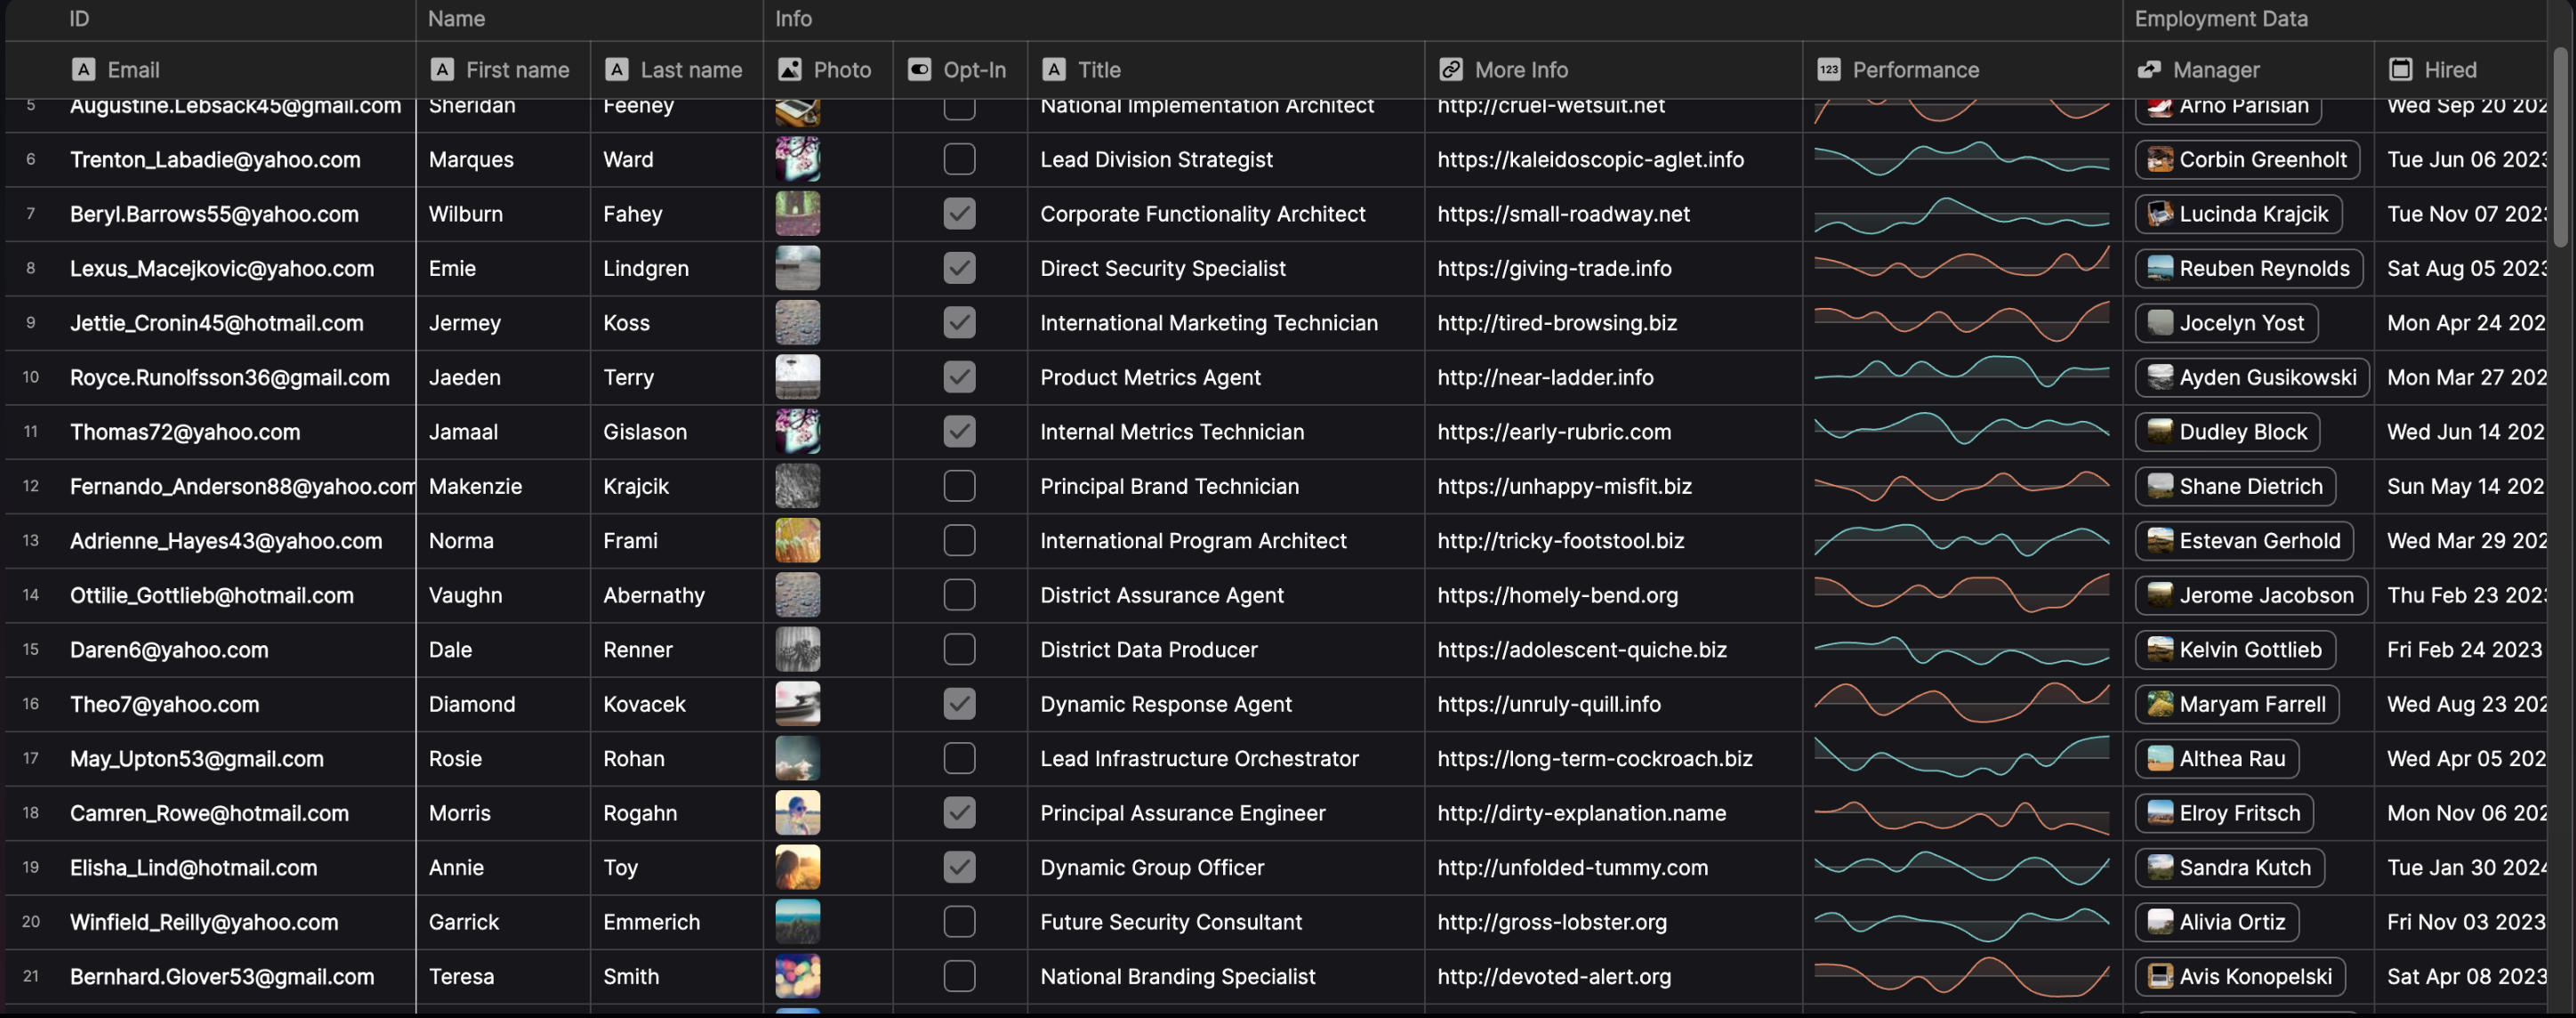 ID Name Info Employment Data
Email First name Last name Photo Opt-In Title More Info 123 Performance Manager Hired
5 Augustine.Lebsack45@gmail.com Sheridan Feeney National Implementation Architect http://cruel-wetsuit.net Arno Parisian Wed Sep 20 202
6 Trenton_Labadie@yahoo.com Marques Ward Lead Division Strategist https://kaleidoscopic-aglet.info Corbin Greenholt Tue Jun 06 2023
7 Beryl.Barrows55@yahoo.com Wilburn Fahey Corporate Functionality Architect https://small-roadway.net Lucinda Krajcik Tue Nov 07 2023
8 Lexus_Macejkovic@yahoo.com Emie Lindgren Direct Security Specialist https://giving-trade.info Reuben Reynolds Sat Aug 05 2023
9 Jettie_Cronin45@hotmail.com Jermey Koss International Marketing Technician http://tired-browsing.biz Jocelyn Yost Mon Apr 24 202
10 Royce.Runolfsson36@gmail.com Jaeden Terry Product Metrics Agent http://near-ladder.info Ayden Gusikowski Mon Mar 27 202
11 Thomas72@yahoo.com Jamaal Gislason Internal Metrics Technician https://early-rubric.com Dudley Block Wed Jun 14 202
12 Fernando_Anderson88@yahoo.com Makenzie Krajcik Principal Brand Technician https://unhappy-misfit.biz Shane Dietrich Sun May 14 202
13 Adrienne_Hayes43@yahoo.com Norma Frami International Program Architect http://tricky-footstool.biz Estevan Gerhold Wed Mar 29 202
14 Ottilie_Gottlieb@hotmail.com Vaughn Abernathy District Assurance Agent https://homely-bend.org Jerome Jacobson Thu Feb 23 2023
15 Daren6@yahoo.com Dale Renner District Data Producer https://adolescent-quiche.biz Kelvin Gottlieb Fri Feb 24 2023
16 Theo7@yahoo.com Diamond Kovacek Dynamic Response Agent https://unruly-quill.info Maryam Farrell Wed Aug 23 202
17 May_Upton53@gmail.com Rosie Rohan Lead Infrastructure Orchestrator https://long-term-cockroach.biz Althea Rau Wed Apr 05 202
18 Camren_Rowe@hotmail.com Morris Rogahn Principal Assurance Engineer http://dirty-explanation.name Elroy Fritsch Mon Nov 06 202
19 Elisha_Lind@hotmail.com Annie Toy Dynamic Group Officer http://unfolded-tummy.com Sandra Kutch Tue Jan 30 2024
20 Winfield_Reilly@yahoo.com Garrick Emmerich Future Security Consultant http://gross-lobster.org Alivia Ortiz Fri Nov 03 2023
21 Bernhard.Glover53@gmail.com Teresa Smith National Branding Specialist http://devoted-alert.org Avis Konopelski Sat Apr 08 2023